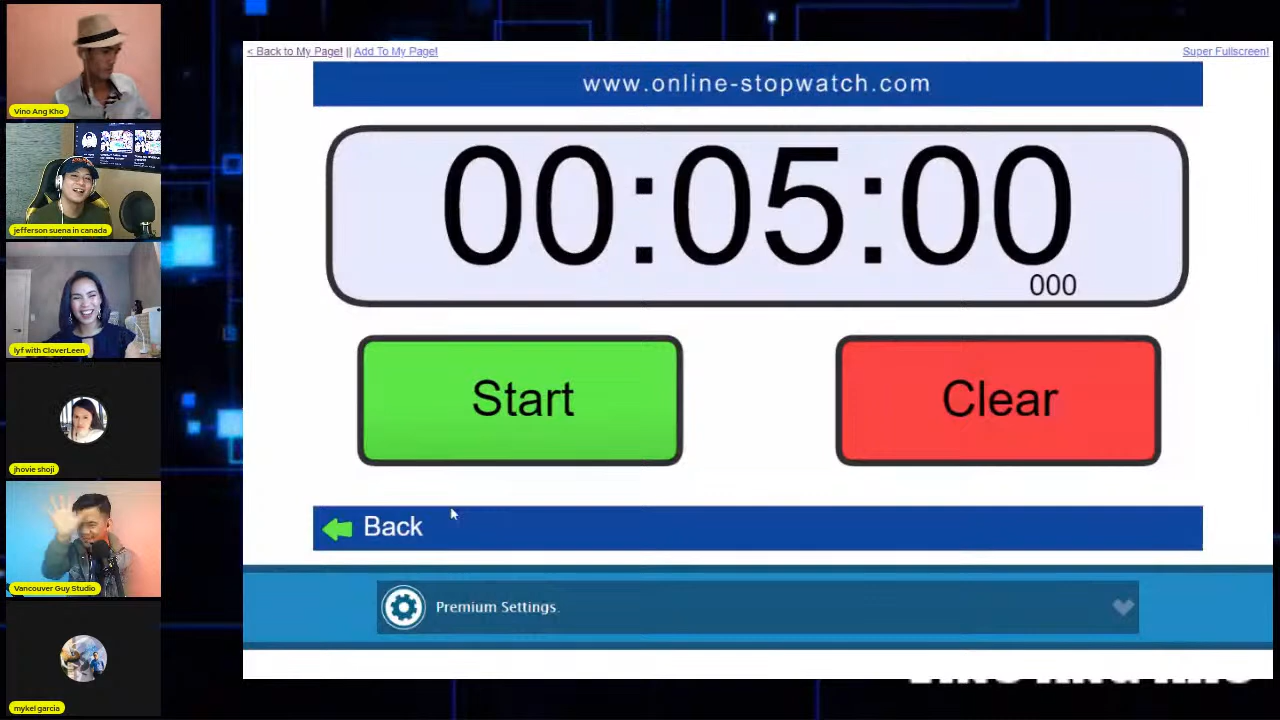 Vino Ang Kho
jefferson suena in canada
lyf with CloverLeen
jhovie shoji
Vancouver Guy Studio
mykel garcia
< Back to My Page! || Add To My Page!
Super Fullscreen!
www.online-stopwatch.com
00:05:00
000
Start
Clear
Back
Premium Settings.